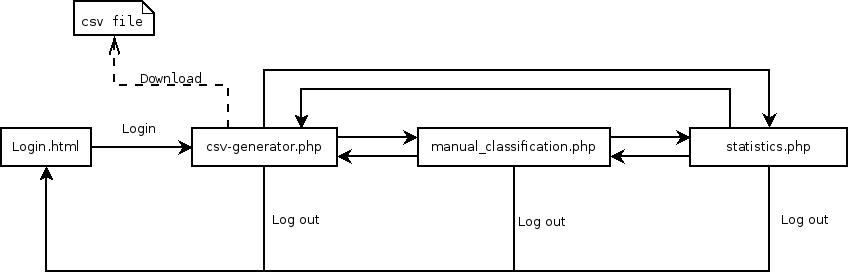 csv file
Download
Login
Login.html
csv-generator.php
manual_classification.php
statistics.php
Log out
Log out
Log out